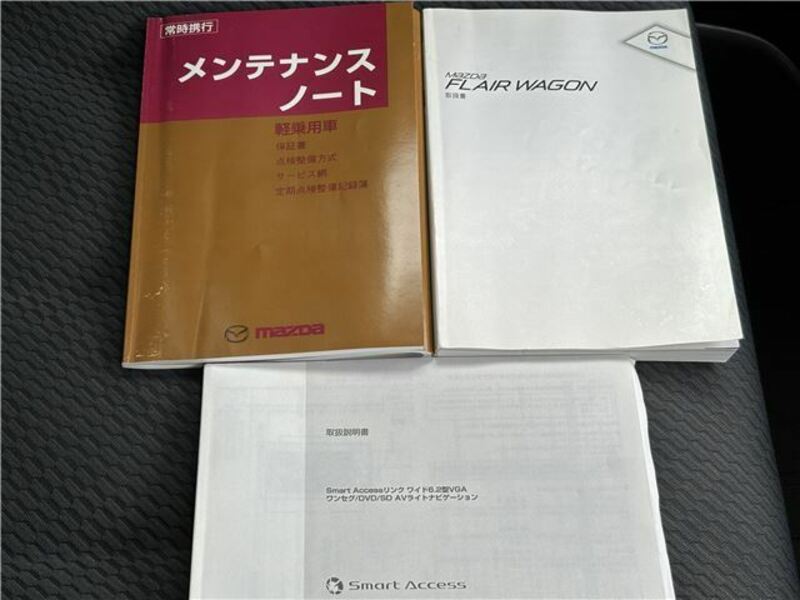 常時携行
メンテナンス
ノート
軽乗用車
保証書
点検整備方式
サービス網
定期点検整備記録簿
mazda
mazda
FLAIR WAGON
取扱書
取扱説明書
Smart Accessリンク ワイド6.2型VGA
ワンセグ/DVD/SD AVライトナビゲーション
Smart Access